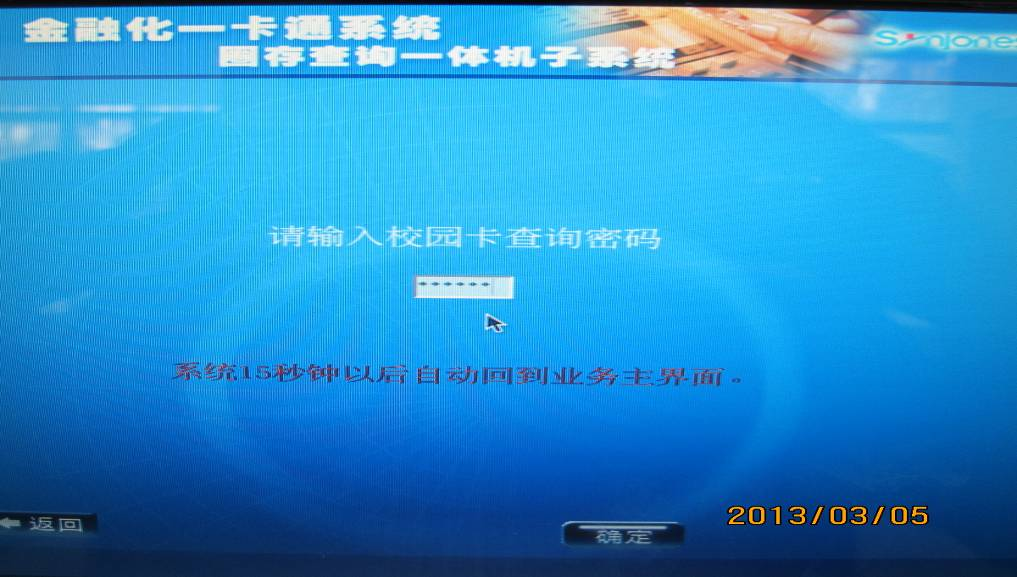 金融化一卡通系统
圈存查询一体机子系统
Synjones
请输入校园卡查询密码
******
系统15秒钟以后自动回到业务主界面。
返回
确定
2013/03/05